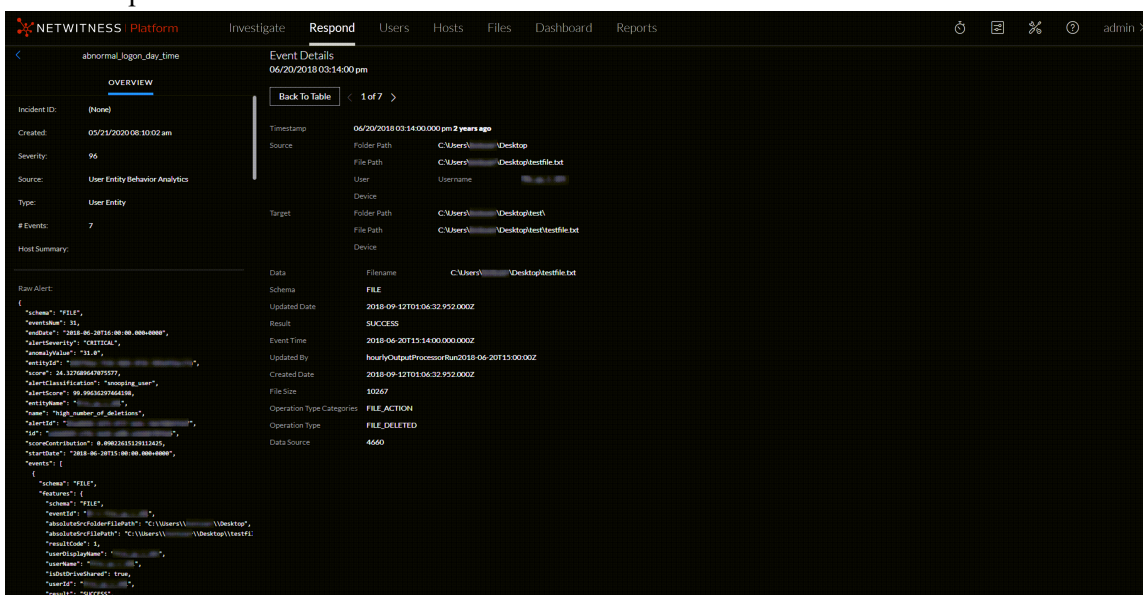 NETWITNESS Platform Investigate Respond Users Hosts Files Dashboard Reports admin
abnormal_logon_day_time
OVERVIEW
Incident ID: (None)
Created: 05/21/2020 08:10:02 am
Severity: 96
Source: User Entity Behavior Analytics
Type: User Entity
# Events: 7
Host Summary:
Raw Alert:
{
"schema": "FILE",
"eventsNum": 31,
"endDate": "2018-06-20T16:00:00.000+0000",
"alertSeverity": "CRITICAL",
"anomalyValue": "31.0",
"entityId": "
"score": 24.327689647075577,
"alertClassification": "snooping_user",
"alertScore": 99.99636297464198,
"entityName": "
"name": "high_number_of_deletions",
"alertId": "
"id": "
"scoreContribution": 0.09022615129112425,
"startDate": "2018-06-20T15:00:00.000+0000",
"events": [
{
"schema": "FILE",
"features": {
"schema": "FILE",
"eventId": "
"absoluteSrcFolderFilePath": "C:\\Users\\ \\Desktop",
"absoluteSrcFilePath": "C:\\Users\\ \\Desktop\\testfi
"resultCode": 1,
"userDisplayName": "
"userName": "
"isDstDriveShared": true,
"userId": "
"result": "SUCCESS",
Event Details
06/20/2018 03:14:00 pm
Back To Table < 1 of 7 >
Timestamp 06/20/2018 03:14:00.000 pm 2 years ago
Source Folder Path C:\Users\ \Desktop
File Path C:\Users\ \Desktop\testfile.txt
User Username
Device
Target Folder Path C:\Users\ \Desktop\test\
File Path C:\Users\ \Desktop\test\testfile.txt
Device
Data Filename C:\Users\ \Desktop\testfile.txt
Schema FILE
Updated Date 2018-09-12T01:06:32.952.000Z
Result SUCCESS
Event Time 2018-06-20T15:14:00.000.000Z
Updated By hourlyOutputProcessorRun2018-06-20T15:00:00Z
Created Date 2018-09-12T01:06:32.952.000Z
File Size 10267
Operation Type Categories FILE_ACTION
Operation Type FILE_DELETED
Data Source 4660